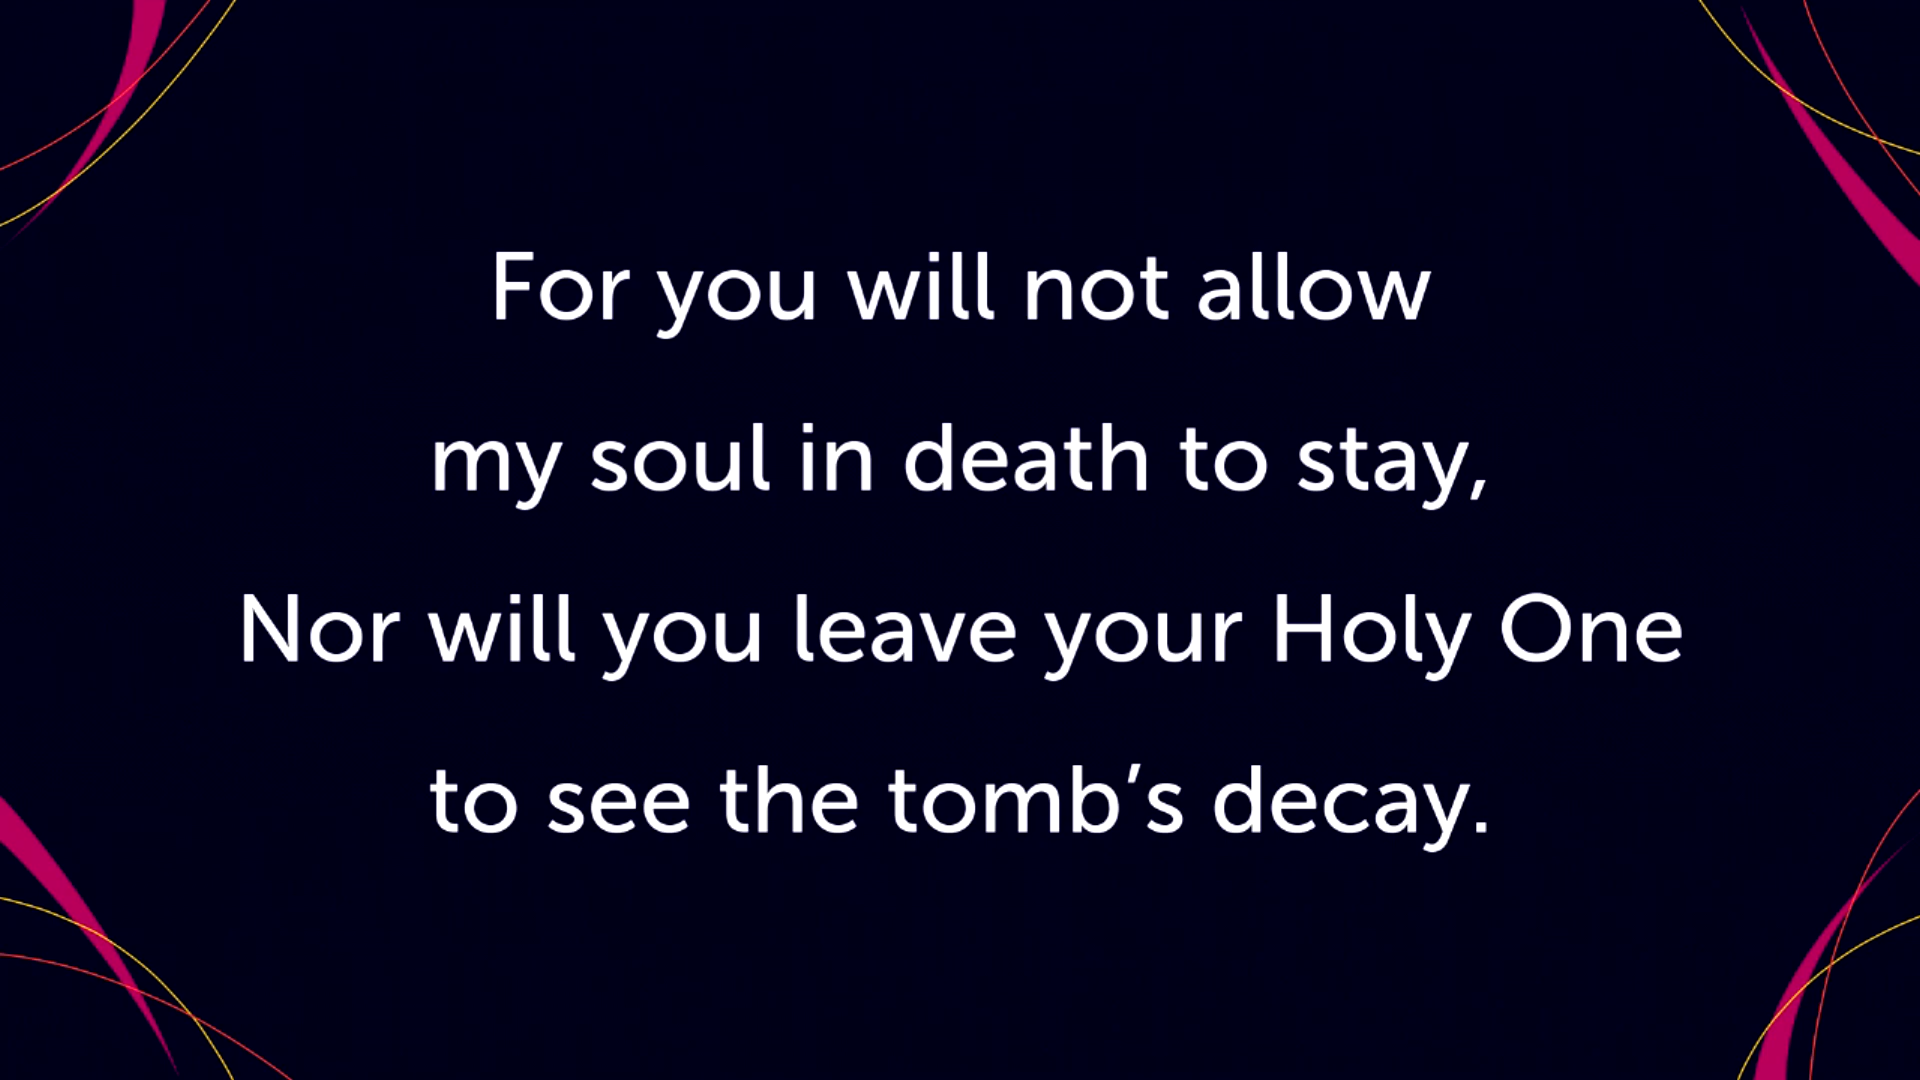 For you will not allow
my soul in death to stay,
Nor will you leave your Holy One
to see the tomb’s decay.